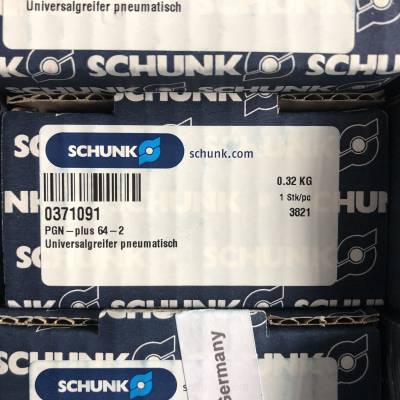 Universalgreifer pneumatisch
SCHUNK
SCHUNK
SCHUNK
schunk.com
0.32 KG
0371091
1 Stk/pc
3821
PGN-plus 64-2
Universalgreifer pneumatisch
SCHUNK
SCHUNK
Germany